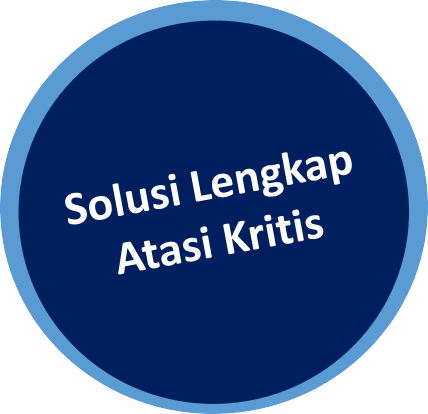 Solusi Lengkap
Atasi Kritis